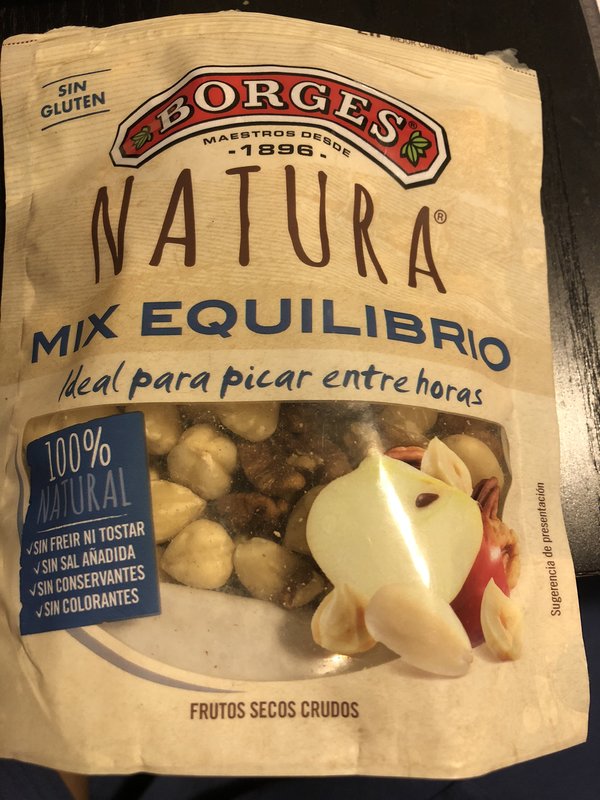 MEJOR
SIN
GLUTEN
BORGES®
MAESTROS DESDE
-1896-
NATURA®
MIX EQUILIBRIO
Ideal para picar entre horas
100%
NATURAL
✓SIN FREIR NI TOSTAR
✓SIN SAL AÑADIDA
✓SIN CONSERVANTES
✓SIN COLORANTES
Sugerencia de presentación
FRUTOS SECOS CRUDOS